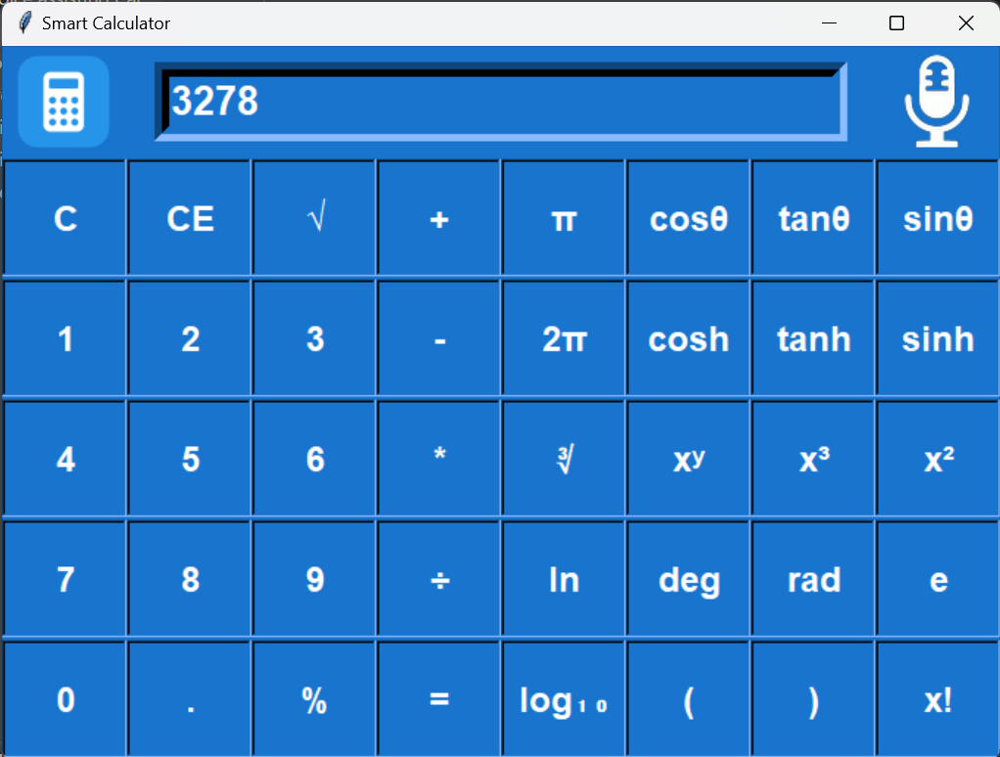 Smart Calculator
3278
C CE √ + π cosθ tanθ sinθ
1 2 3 - 2π cosh tanh sinh
4 5 6 * ∛ xʸ x³ x²
7 8 9 ÷ ln deg rad e
0 . % = log₁₀ ( ) x!